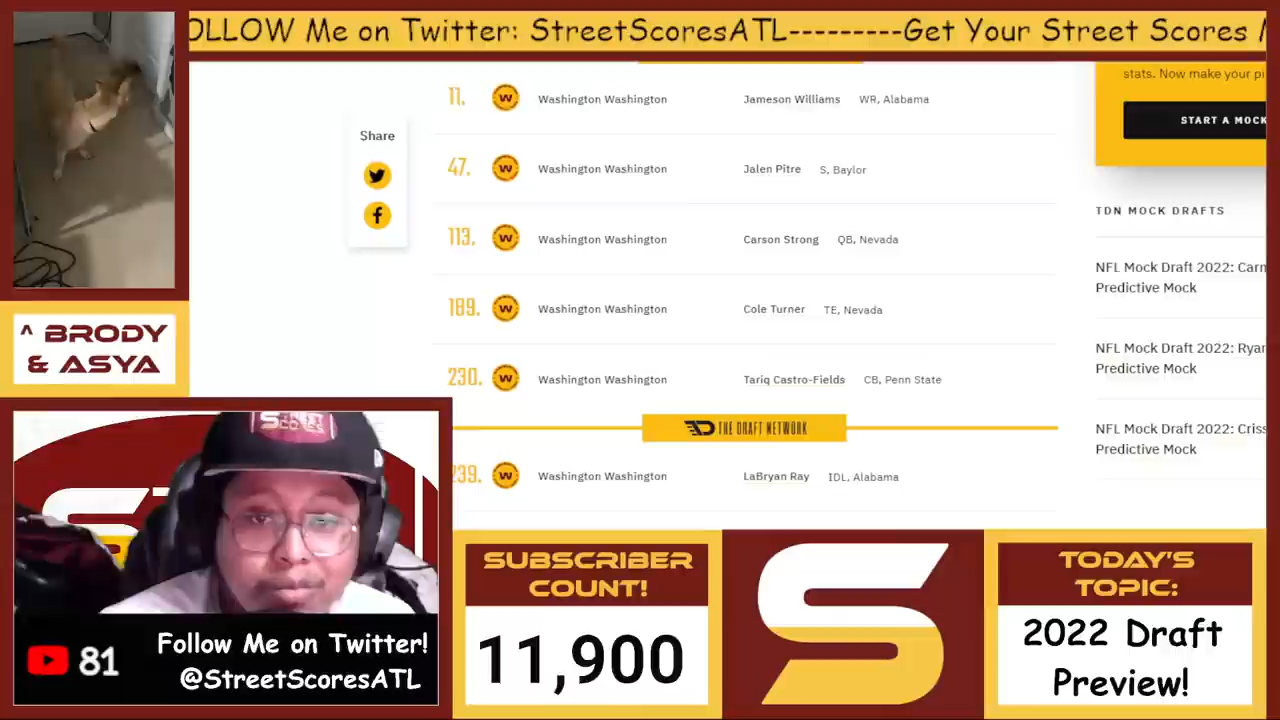 OLLOW Me on Twitter: StreetScoresATL---------Get Your Street Scores
stats. Now make your pi
START A MOCK
Share
11. W Washington Washington Jameson Williams WR, Alabama
47. W Washington Washington Jalen Pitre S, Baylor
113. W Washington Washington Carson Strong QB, Nevada
189. W Washington Washington Cole Turner TE, Nevada
230. W Washington Washington Tariq Castro-Fields CB, Penn State
TD THE DRAFT NETWORK
239. W Washington Washington LaBryan Ray IDL, Alabama
TDN MOCK DRAFTS
NFL Mock Draft 2022: Carn
Predictive Mock
NFL Mock Draft 2022: Ryan
Predictive Mock
NFL Mock Draft 2022: Criss
Predictive Mock
^ BRODY
& ASYA
STREET
SCORES
81
Follow Me on Twitter!
@StreetScoresATL
SUBSCRIBER
COUNT!
11,900
S
TODAY'S
TOPIC:
2022 Draft
Preview!